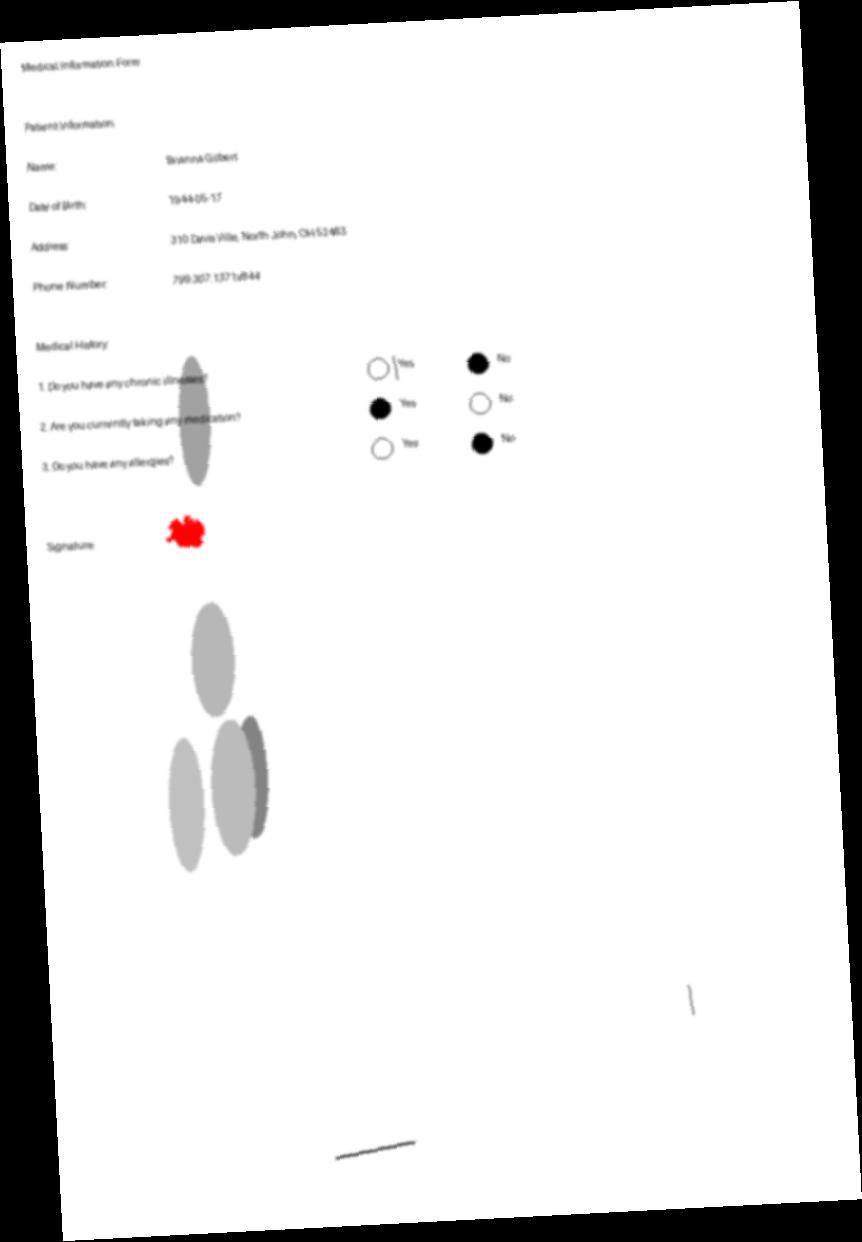 Medical Information Form
Patient Information:
Name: Gilbert
Date of Birth: 1944-05-17
Address: 310 Davis Ville, North John, OH 52483
Phone Number: 799.307.1371x844
Medical History:
1. Do you have any chronic illnesses? Yes No
2. Are you currently taking any medication? Yes No
3. Do you have any allergies? Yes No
Signature: